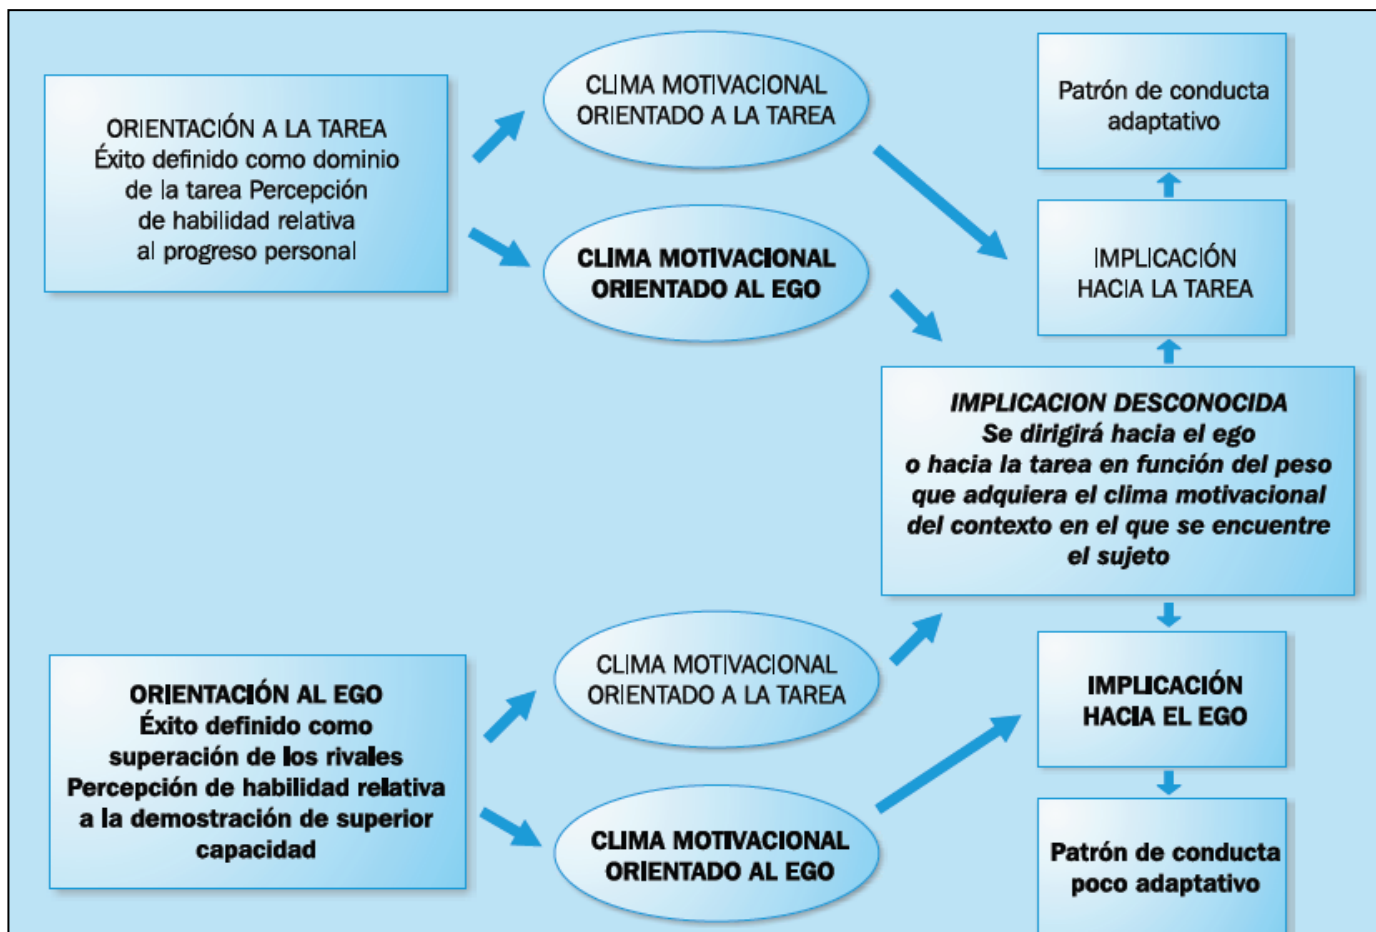 ORIENTACIÓN A LA TAREA
Éxito definido como dominio
de la tarea Percepción
de habilidad relativa
al progreso personal
CLIMA MOTIVACIONAL
ORIENTADO A LA TAREA
CLIMA MOTIVACIONAL
ORIENTADO AL EGO
Patrón de conducta
adaptativo
IMPLICACIÓN
HACIA LA TAREA
IMPLICACION DESCONOCIDA
Se dirigirá hacia el ego
o hacia la tarea en función del peso
que adquiera el clima motivacional
del contexto en el que se encuentre
el sujeto
ORIENTACIÓN AL EGO
Éxito definido como
superación de los rivales
Percepción de habilidad relativa
a la demostración de superior
capacidad
CLIMA MOTIVACIONAL
ORIENTADO A LA TAREA
CLIMA MOTIVACIONAL
ORIENTADO AL EGO
IMPLICACIÓN
HACIA EL EGO
Patrón de conducta
poco adaptativo